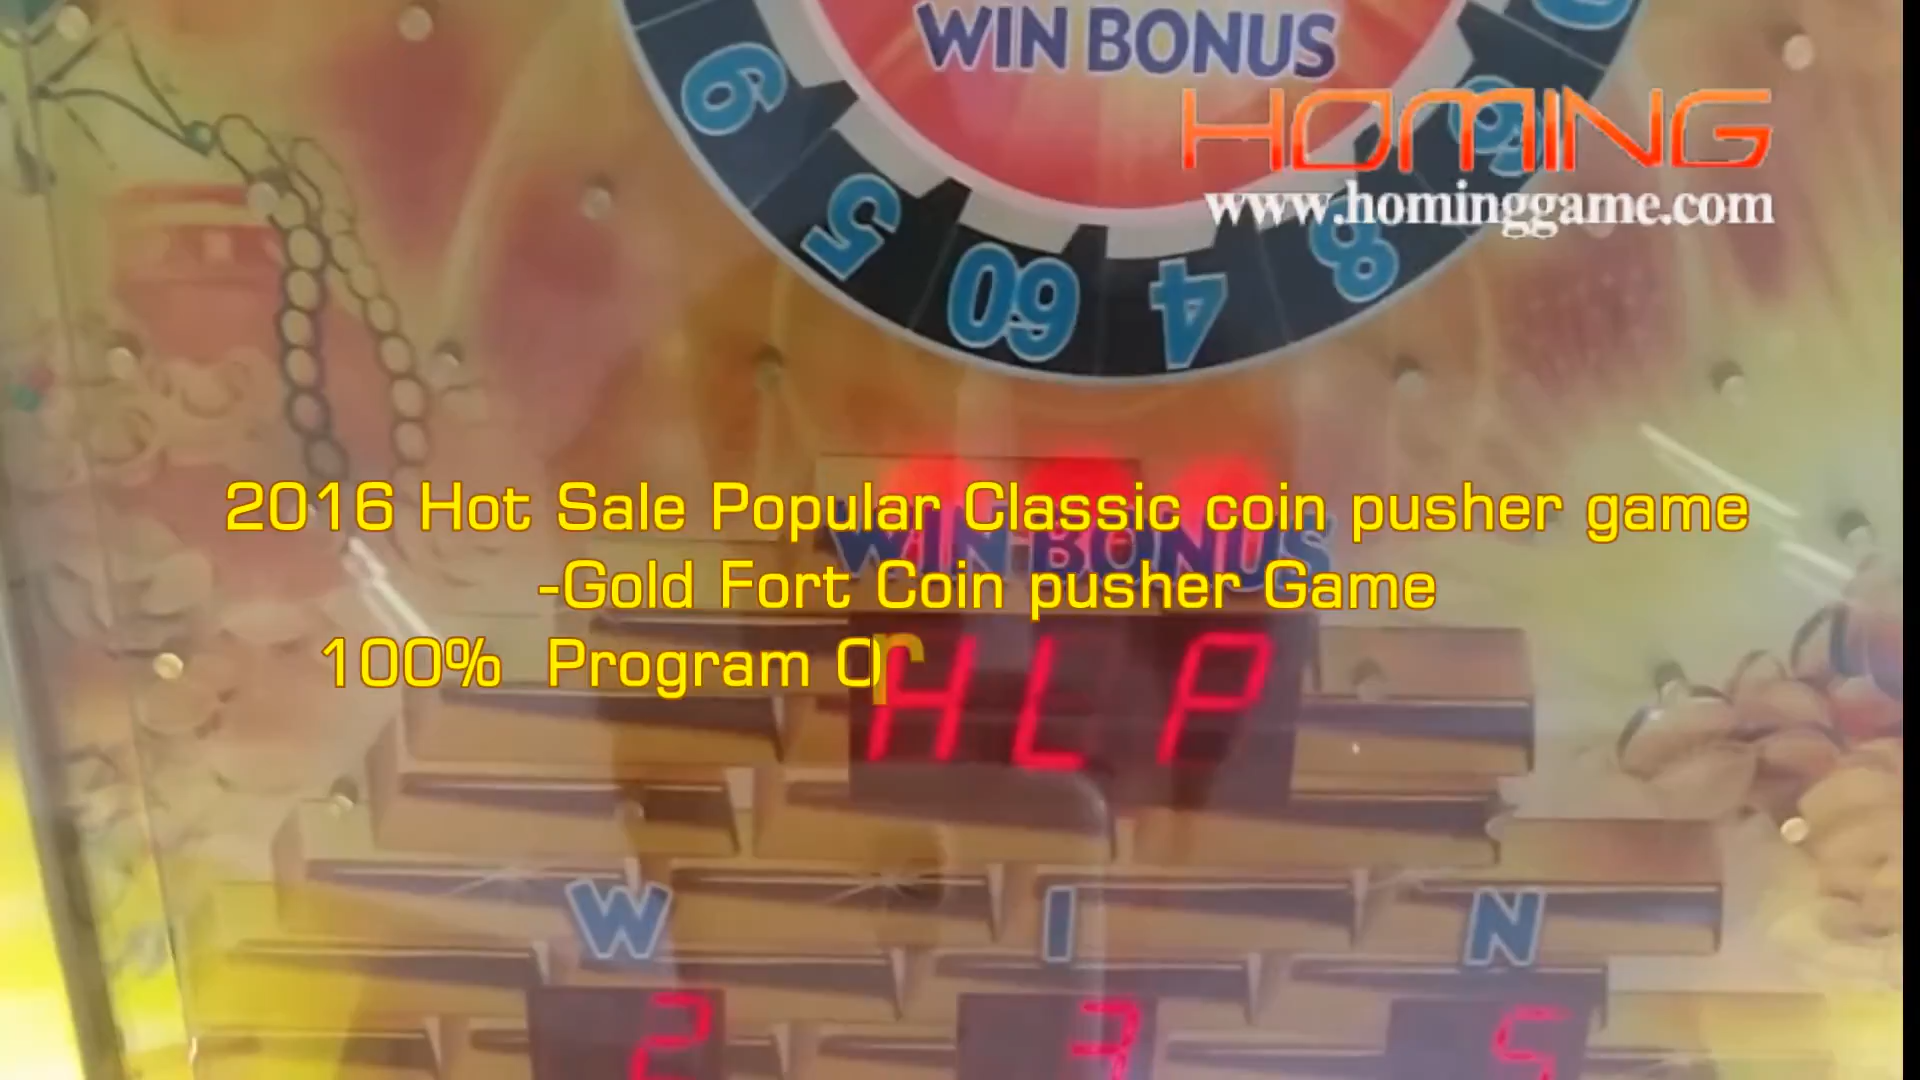 WIN BONUS
6
5
60
4
8
HOMING
www.hominggame.com
2016 Hot Sale Popular Classic coin pusher game
WIN BONUS
-Gold Fort Coin pusher Game
100% Program Or
HLP
W I N
2 3 5